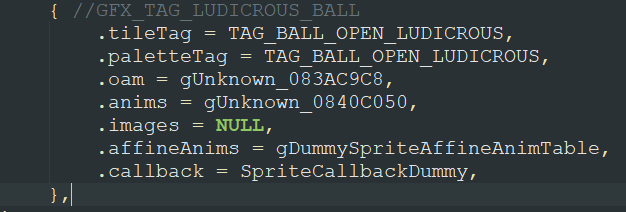 { //GFX_TAG_LUDICROUS_BALL
.tileTag = TAG_BALL_OPEN_LUDICROUS,
.paletteTag = TAG_BALL_OPEN_LUDICROUS,
.oam = gUnknown_083AC9C8,
.anims = gUnknown_0840C050,
.images = NULL,
.affineAnims = gDummySpriteAffineAnimTable,
.callback = SpriteCallbackDummy,
},